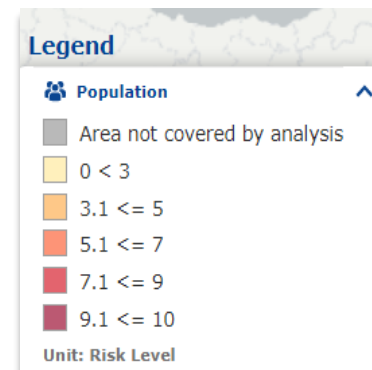 Legend
Population
Area not covered by analysis
0 < 3
3.1 <= 5
5.1 <= 7
7.1 <= 9
9.1 <= 10
Unit: Risk Level